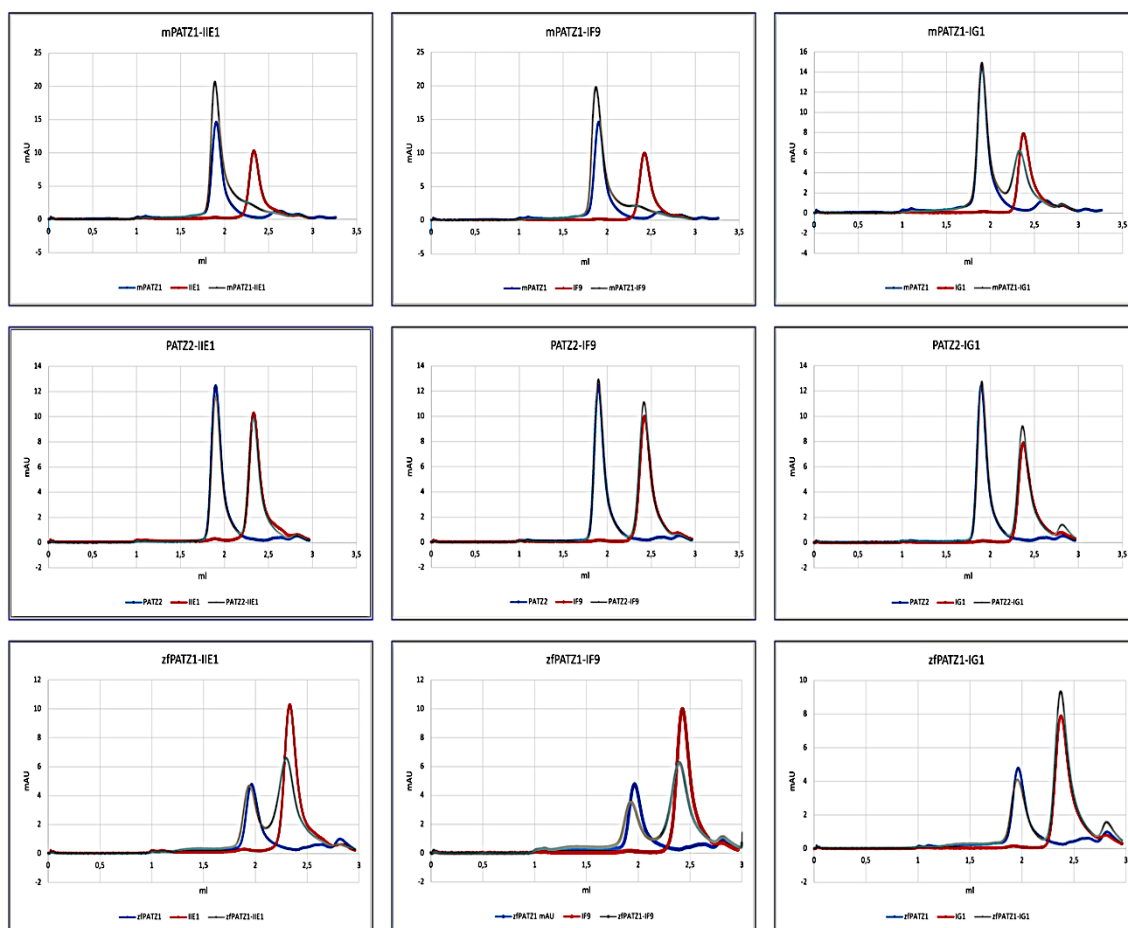 mPATZ1-IIE1
25
20
15
10
5
0
-5
mAU
0 0,5 1 1,5 2 2,5 3 3,5
ml
mPATZ1 IIE1 mPATZ1-IIE1
mPATZ1-IF9
25
20
15
10
5
0
-5
mAU
0 0,5 1 1,5 2 2,5 3 3,5
ml
mPATZ1 IF9 mPATZ1-IF9
mPATZ1-IG1
16
14
12
10
8
6
4
2
0
-2
-4
mAU
0 0,5 1 1,5 2 2,5 3 3,5
ml
mPATZ1 IG1 mPATZ1-IG1
PATZ2-IIE1
14
12
10
8
6
4
2
0
-2
mAU
0 0,5 1 1,5 2 2,5 3 3,5
ml
PATZ2 IIE1 PATZ2-IIE1
PATZ2-IF9
14
12
10
8
6
4
2
0
-2
mAU
0 0,5 1 1,5 2 2,5 3 3,5
ml
PATZ2 IF9 PATZ2-IF9
PATZ2-IG1
14
12
10
8
6
4
2
0
-2
mAU
0 0,5 1 1,5 2 2,5 3 3,5
ml
PATZ2 IG1 PATZ2-IG1
zfPATZ1-IIE1
12
10
8
6
4
2
0
-2
mAU
0 0,5 1 1,5 2 2,5 3
ml
zfPATZ1 IIE1 zfPATZ1-IIE1
zfPATZ1-IF9
12
10
8
6
4
2
0
-2
mAU
0 0,5 1 1,5 2 2,5 3
ml
zfPATZ1 mAU IF9 zfPATZ1-IF9
zfPATZ1-IG1
10
8
6
4
2
0
-2
mAU
0 0,5 1 1,5 2 2,5 3
ml
zfPATZ1 IG1 zfPATZ1-IG1